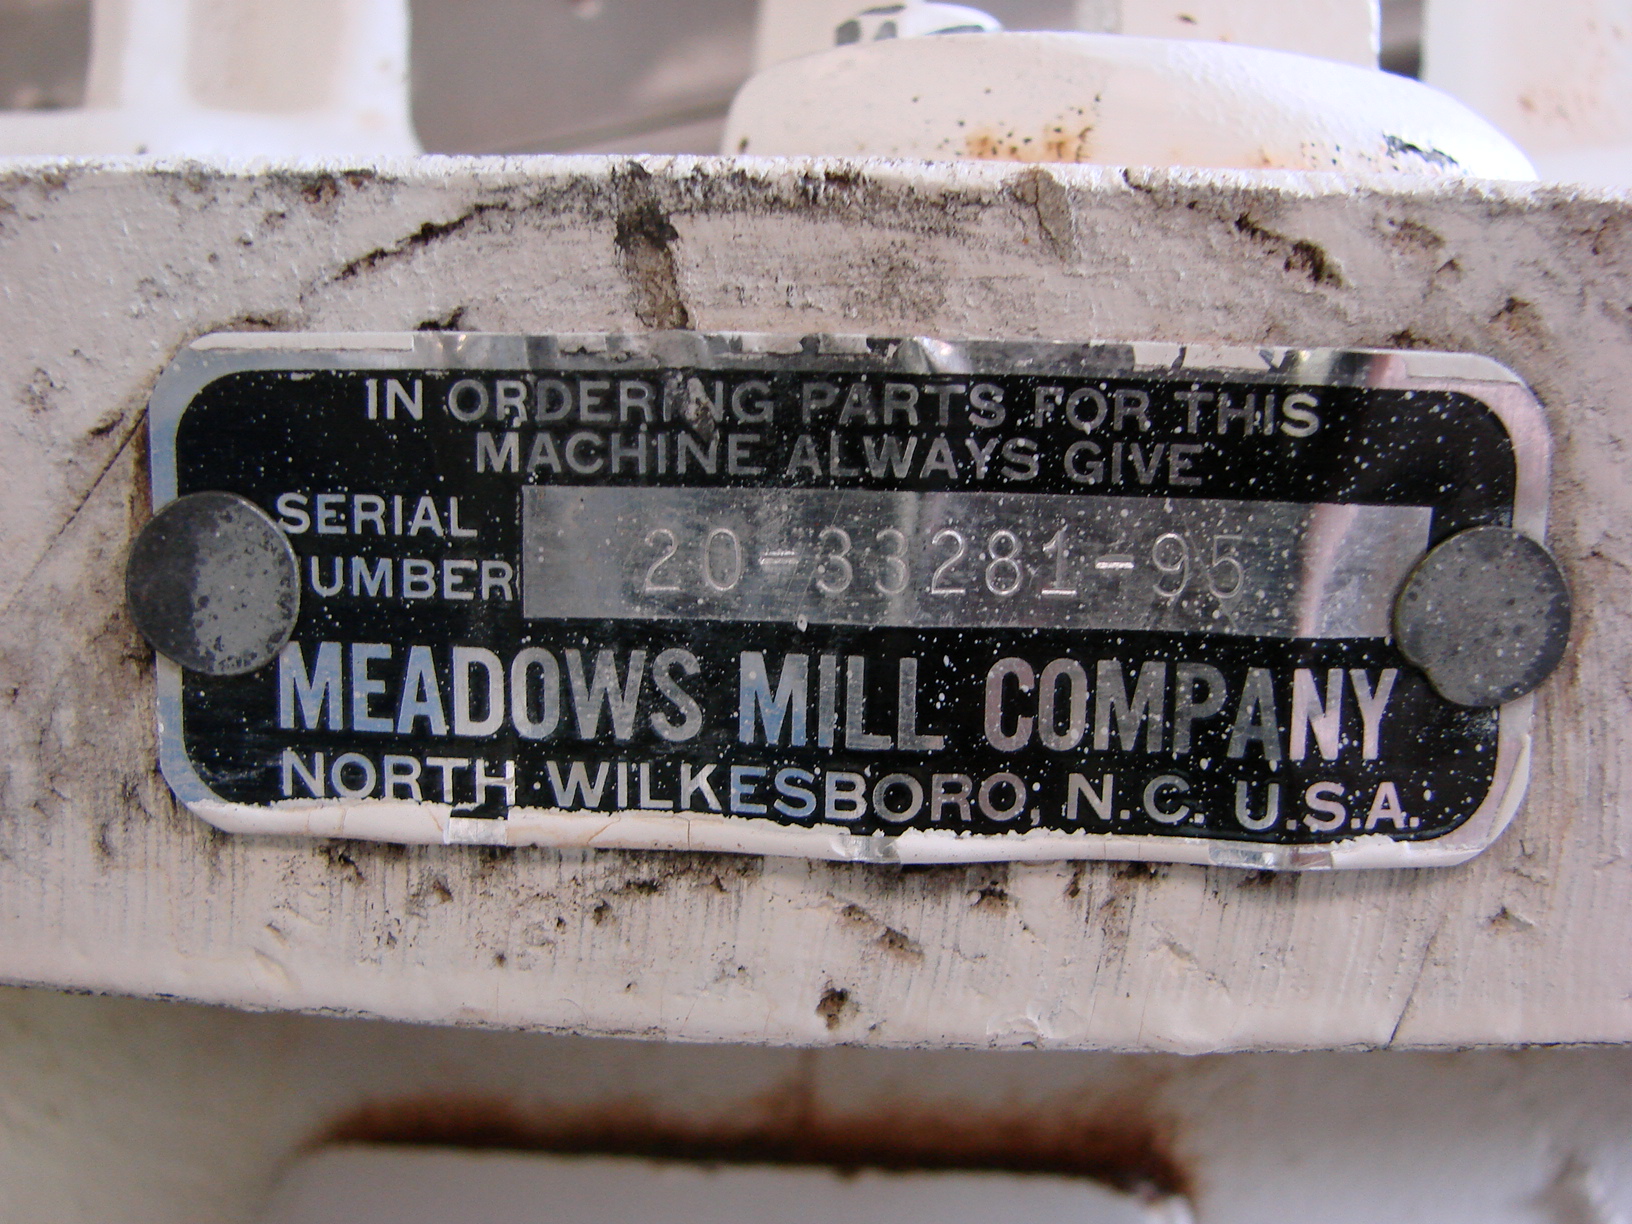 IN ORDERING PARTS FOR THIS
MACHINE ALWAYS GIVE
SERIAL
UMBER
20-33281-95
MEADOWS MILL COMPANY
NORTH WILKESBORO, N.C. U.S.A.